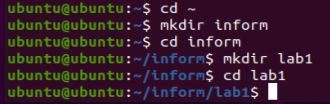 ubuntu@ubuntu:~$ cd ~
ubuntu@ubuntu:~$ mkdir inform
ubuntu@ubuntu:~$ cd inform
ubuntu@ubuntu:~/inform$ mkdir lab1
ubuntu@ubuntu:~/inform$ cd lab1
ubuntu@ubuntu:~/inform/lab1$